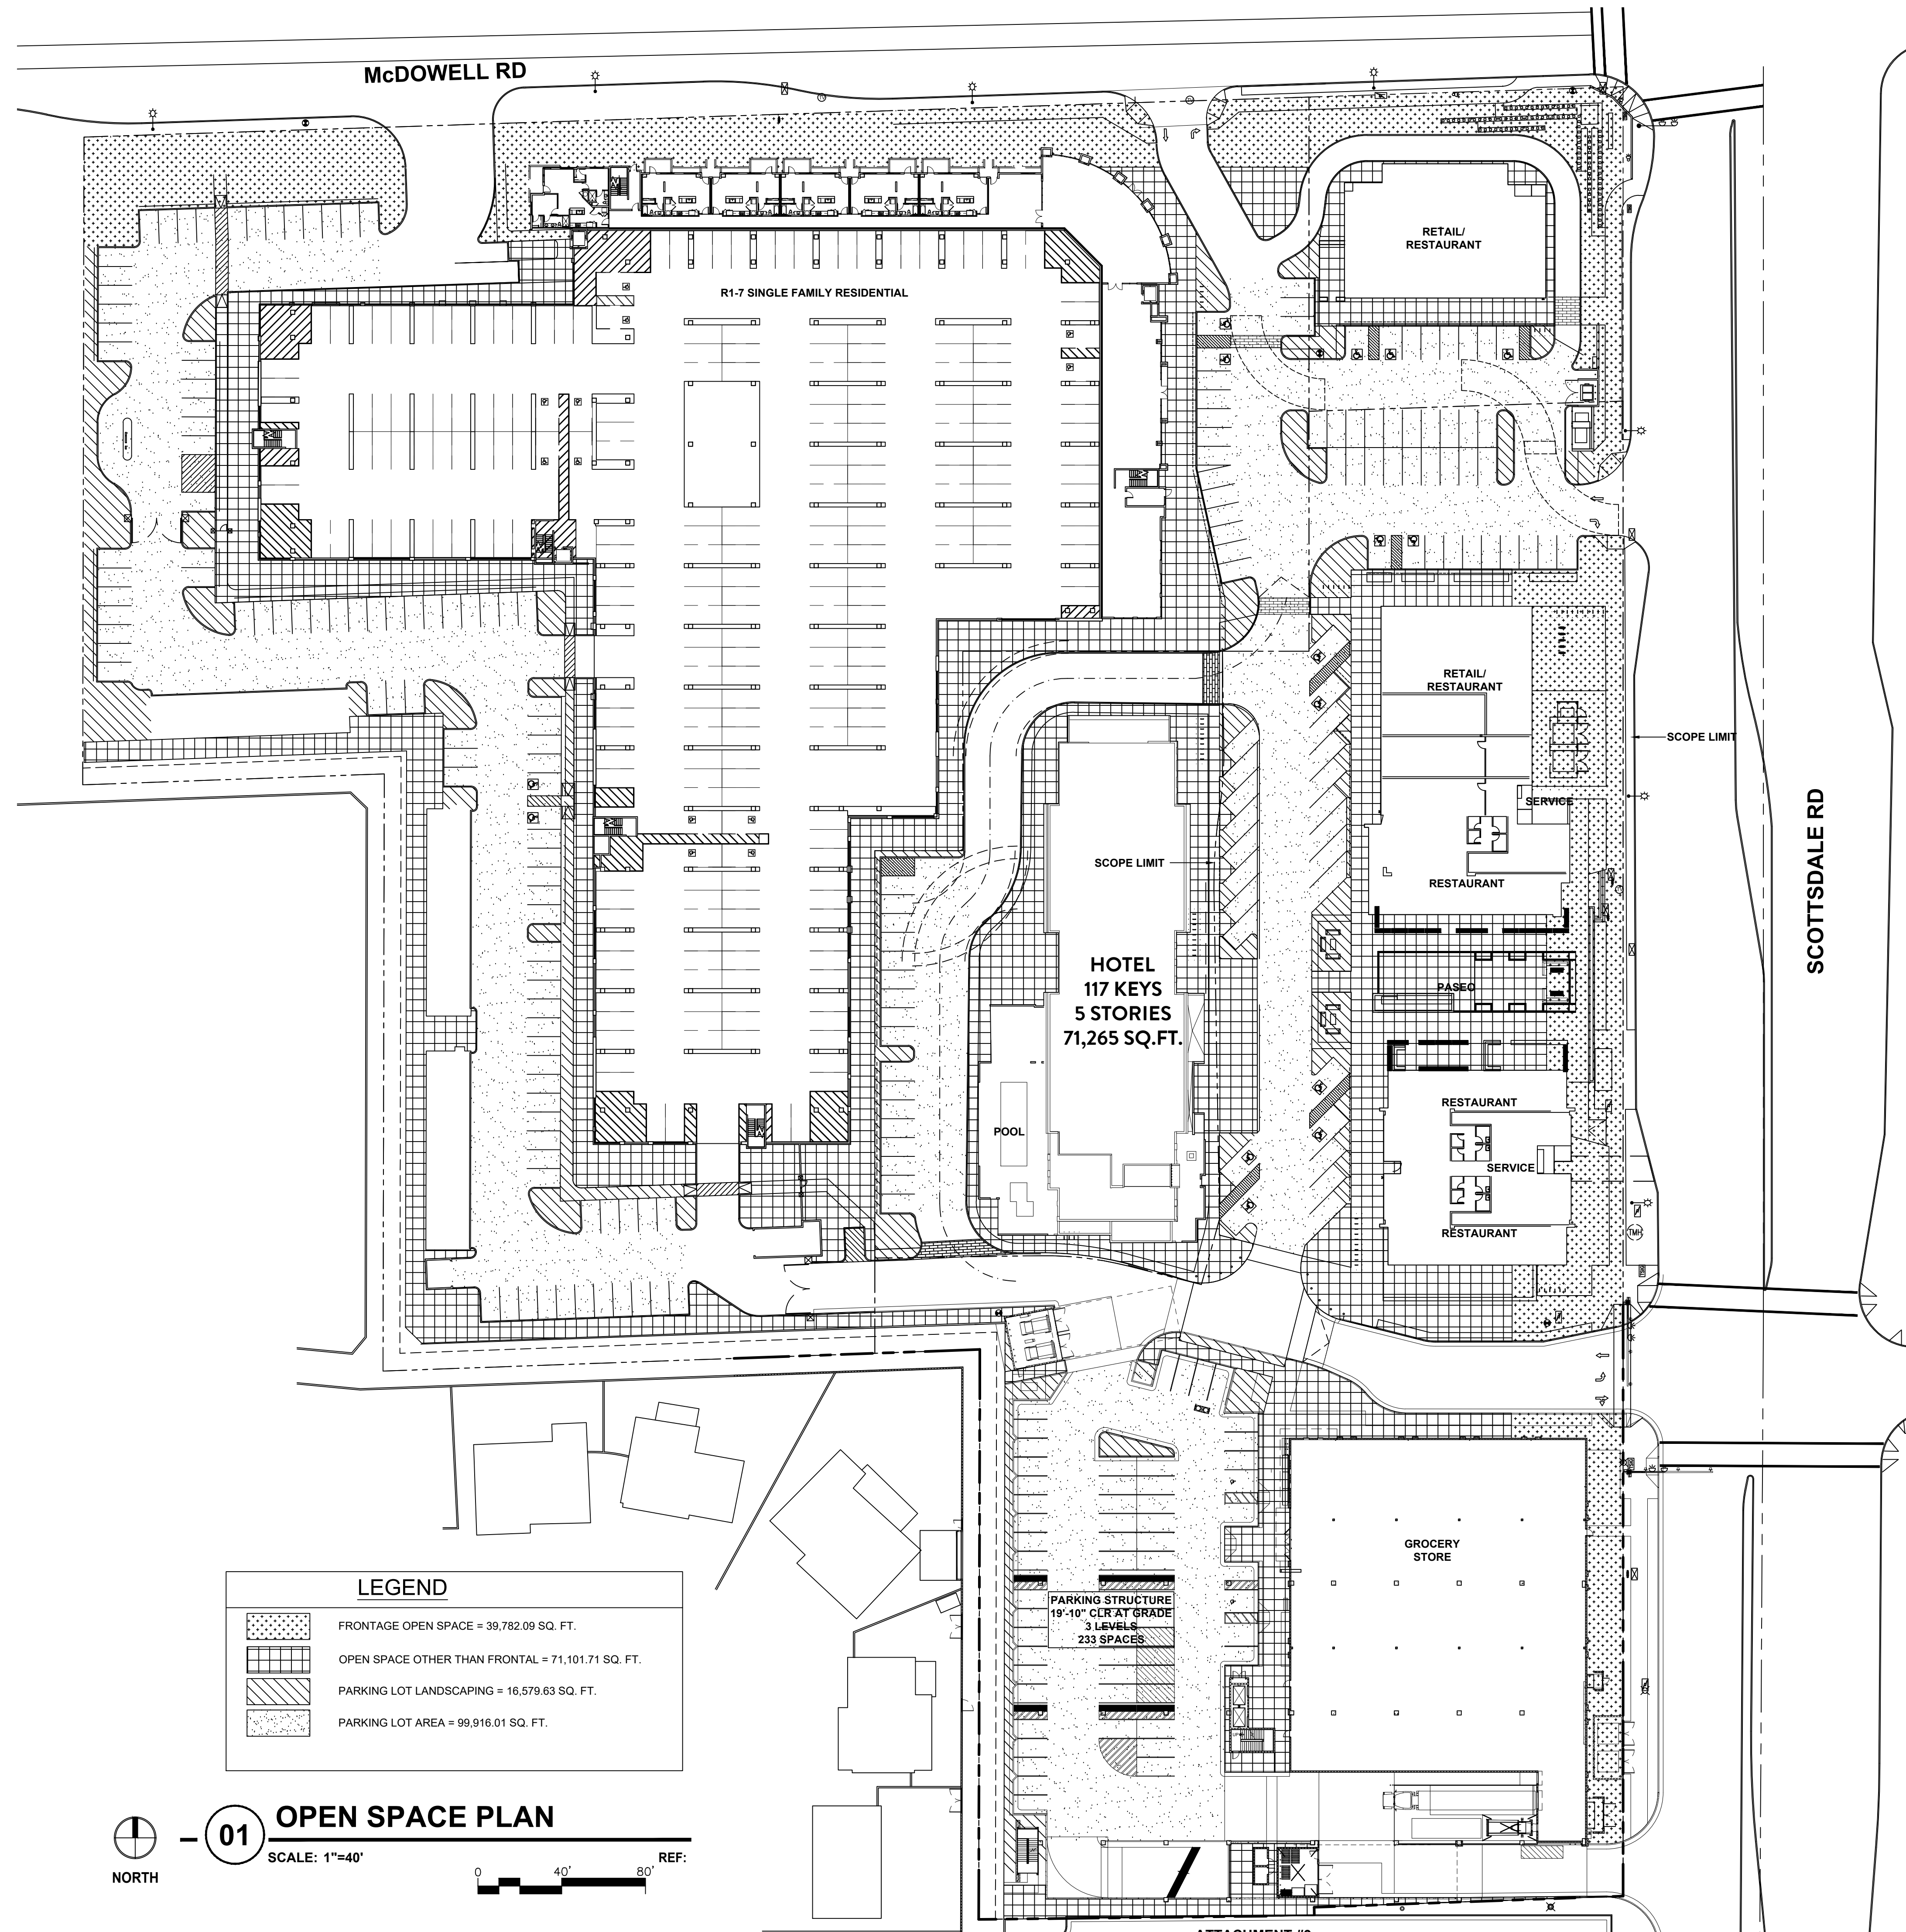 McDOWELL RD
RETAIL/
RESTAURANT
R1-7 SINGLE FAMILY RESIDENTIAL
RETAIL/
RESTAURANT
SCOPE LIMIT
SERVICE
SCOTTSDALE RD
SCOPE LIMIT
RESTAURANT
HOTEL
117 KEYS
5 STORIES
71,265 SQ.FT.
PASEO
RESTAURANT
POOL
SERVICE
RESTAURANT
TMH
GROCERY
STORE
PARKING STRUCTURE
19'-10" CLR AT GRADE
3 LEVELS
233 SPACES
LEGEND
FRONTAGE OPEN SPACE = 39,782.09 SQ. FT.
OPEN SPACE OTHER THAN FRONTAL = 71,101.71 SQ. FT.
PARKING LOT LANDSCAPING = 16,579.63 SQ. FT.
PARKING LOT AREA = 99,916.01 SQ. FT.
01 OPEN SPACE PLAN
SCALE: 1"=40' REF:
NORTH
0 40' 80'